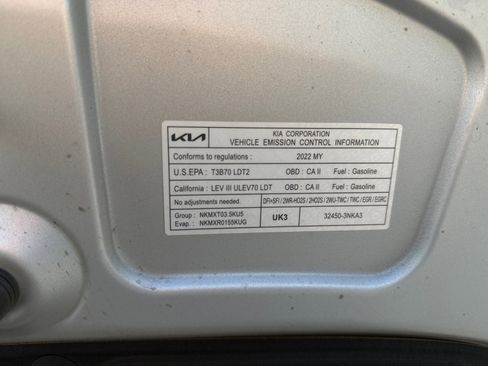 KIA
KIA CORPORATION
VEHICLE EMISSION CONTROL INFORMATION
Conforms to regulations : 2022 MY
U.S.EPA : T3B70 LDT2 OBD : CA II Fuel : Gasoline
California : LEV III ULEV70 LDT OBD : CA II Fuel : Gasoline
No adjustments needed. DFI+SFI / 2WR-HO2S / 2HO2S / 2WU-TWC / TWC / EGR / EGRC
Group : NKMXT03.5KU5
Evap. : NKMXR0155KUG
UK3
32450-3NKA3